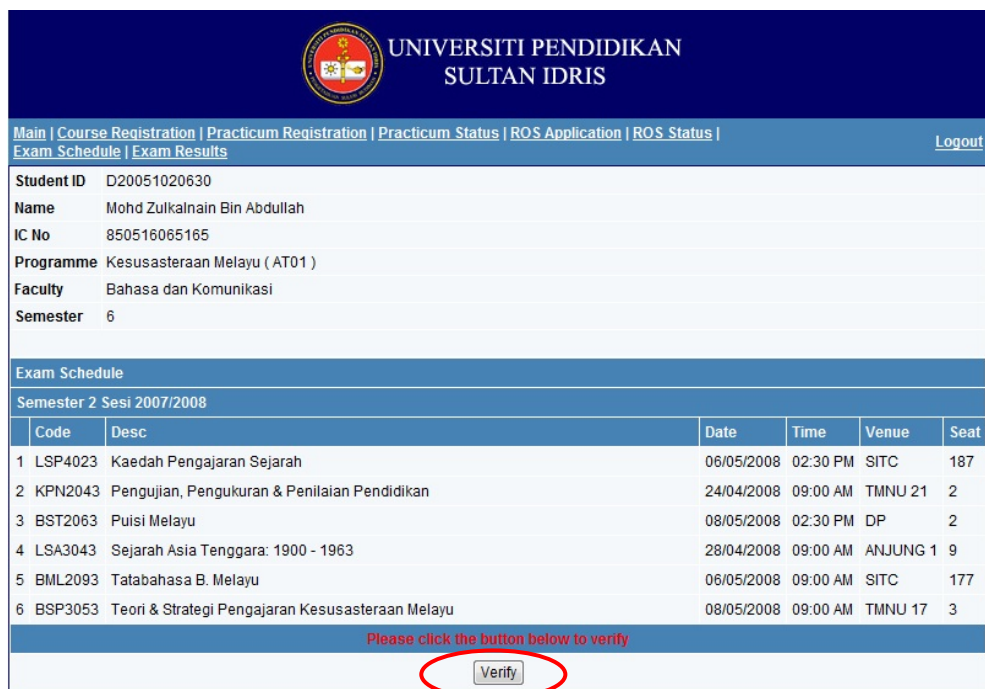 UNIVERSITI PENDIDIKAN
SULTAN IDRIS
Main | Course Registration | Practicum Registration | Practicum Status | ROS Application | ROS Status |
Exam Schedule | Exam Results
Logout
Student ID D20051020630
Name Mohd Zulkalnain Bin Abdullah
IC No 850516065165
Programme Kesusasteraan Melayu ( AT01 )
Faculty Bahasa dan Komunikasi
Semester 6
Exam Schedule
Semester 2 Sesi 2007/2008
Code Desc Date Time Venue Seat
1 LSP4023 Kaedah Pengajaran Sejarah 06/05/2008 02:30 PM SITC 187
2 KPN2043 Pengujian, Pengukuran & Penilaian Pendidikan 24/04/2008 09:00 AM TMNU 21 2
3 BST2063 Puisi Melayu 08/05/2008 02:30 PM DP 2
4 LSA3043 Sejarah Asia Tenggara: 1900 - 1963 28/04/2008 09:00 AM ANJUNG 1 9
5 BML2093 Tatabahasa B. Melayu 06/05/2008 09:00 AM SITC 177
6 BSP3053 Teori & Strategi Pengajaran Kesusasteraan Melayu 08/05/2008 09:00 AM TMNU 17 3
Please click the button below to verify
Verify